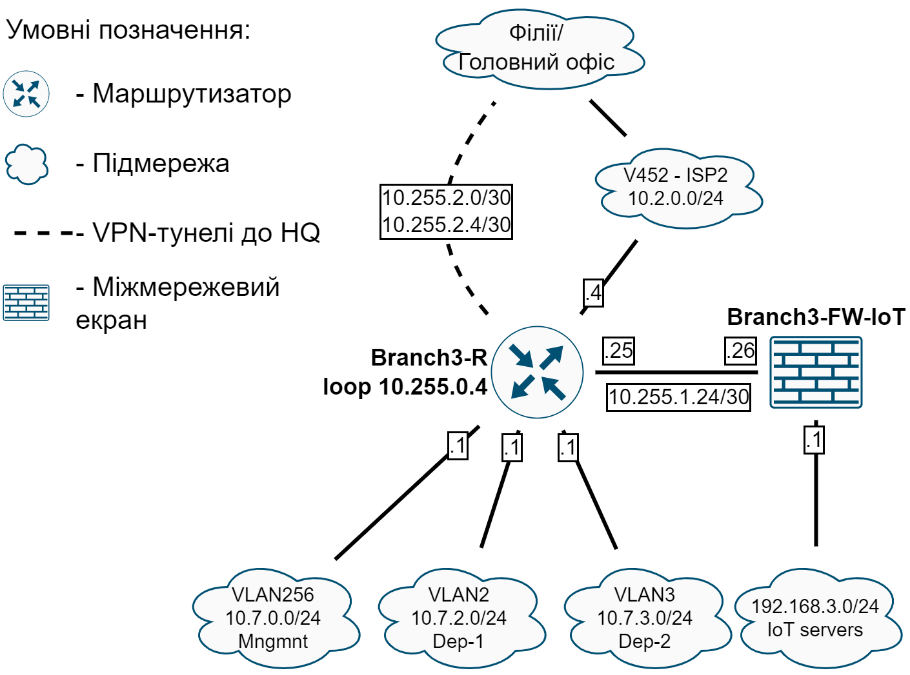 Умовні позначення:
- Маршрутизатор
- Підмережа
- VPN-тунелі до HQ
- Міжмережевий
екран
Філії/
Головний офіс
V452 - ISP2
10.2.0.0/24
10.255.2.0/30
10.255.2.4/30
.4
Branch3-R
loop 10.255.0.4
.25
.26
10.255.1.24/30
Branch3-FW-IoT
.1
.1
.1
.1
VLAN256
10.7.0.0/24
Mngmnt
VLAN2
10.7.2.0/24
Dep-1
VLAN3
10.7.3.0/24
Dep-2
192.168.3.0/24
IoT servers